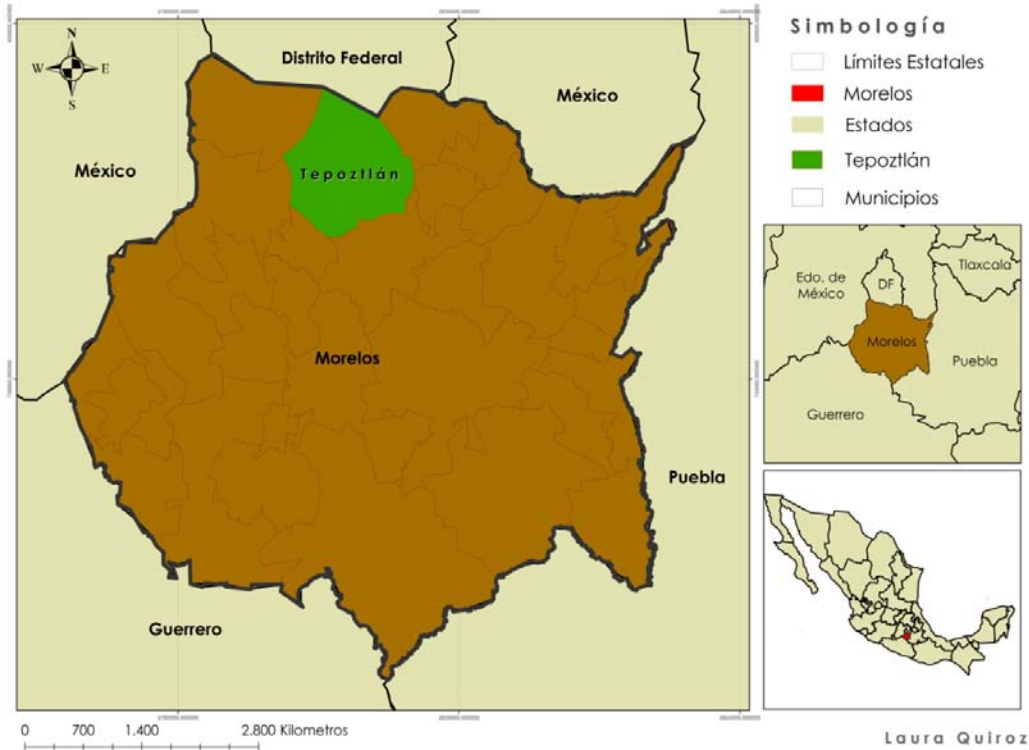 N
W E
S
Distrito Federal
México
México
Tepoztlán
Morelos
Puebla
Guerrero
0 700 1.400 2.800 Kilometros
Simbología
Límites Estatales
Morelos
Estados
Tepoztlán
Municipios
Edo. de
México
DF
Tlaxcala
Morelos
Puebla
Guerrero
Laura Quiroz